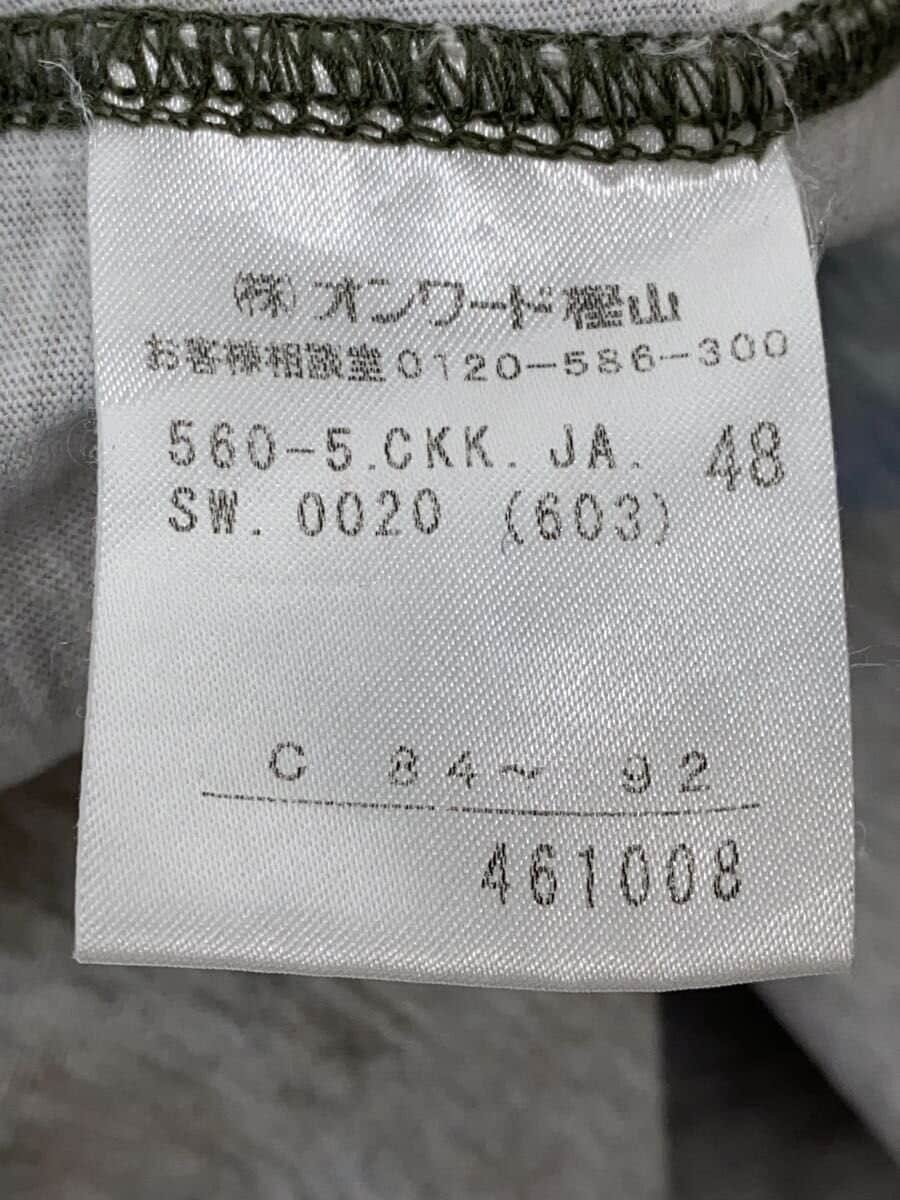 (株)オンワード樫山
お客様相談室0120-586-300
560-5.CKK.JA. 48
SW.0020 (603)
C 84~ 92
461008